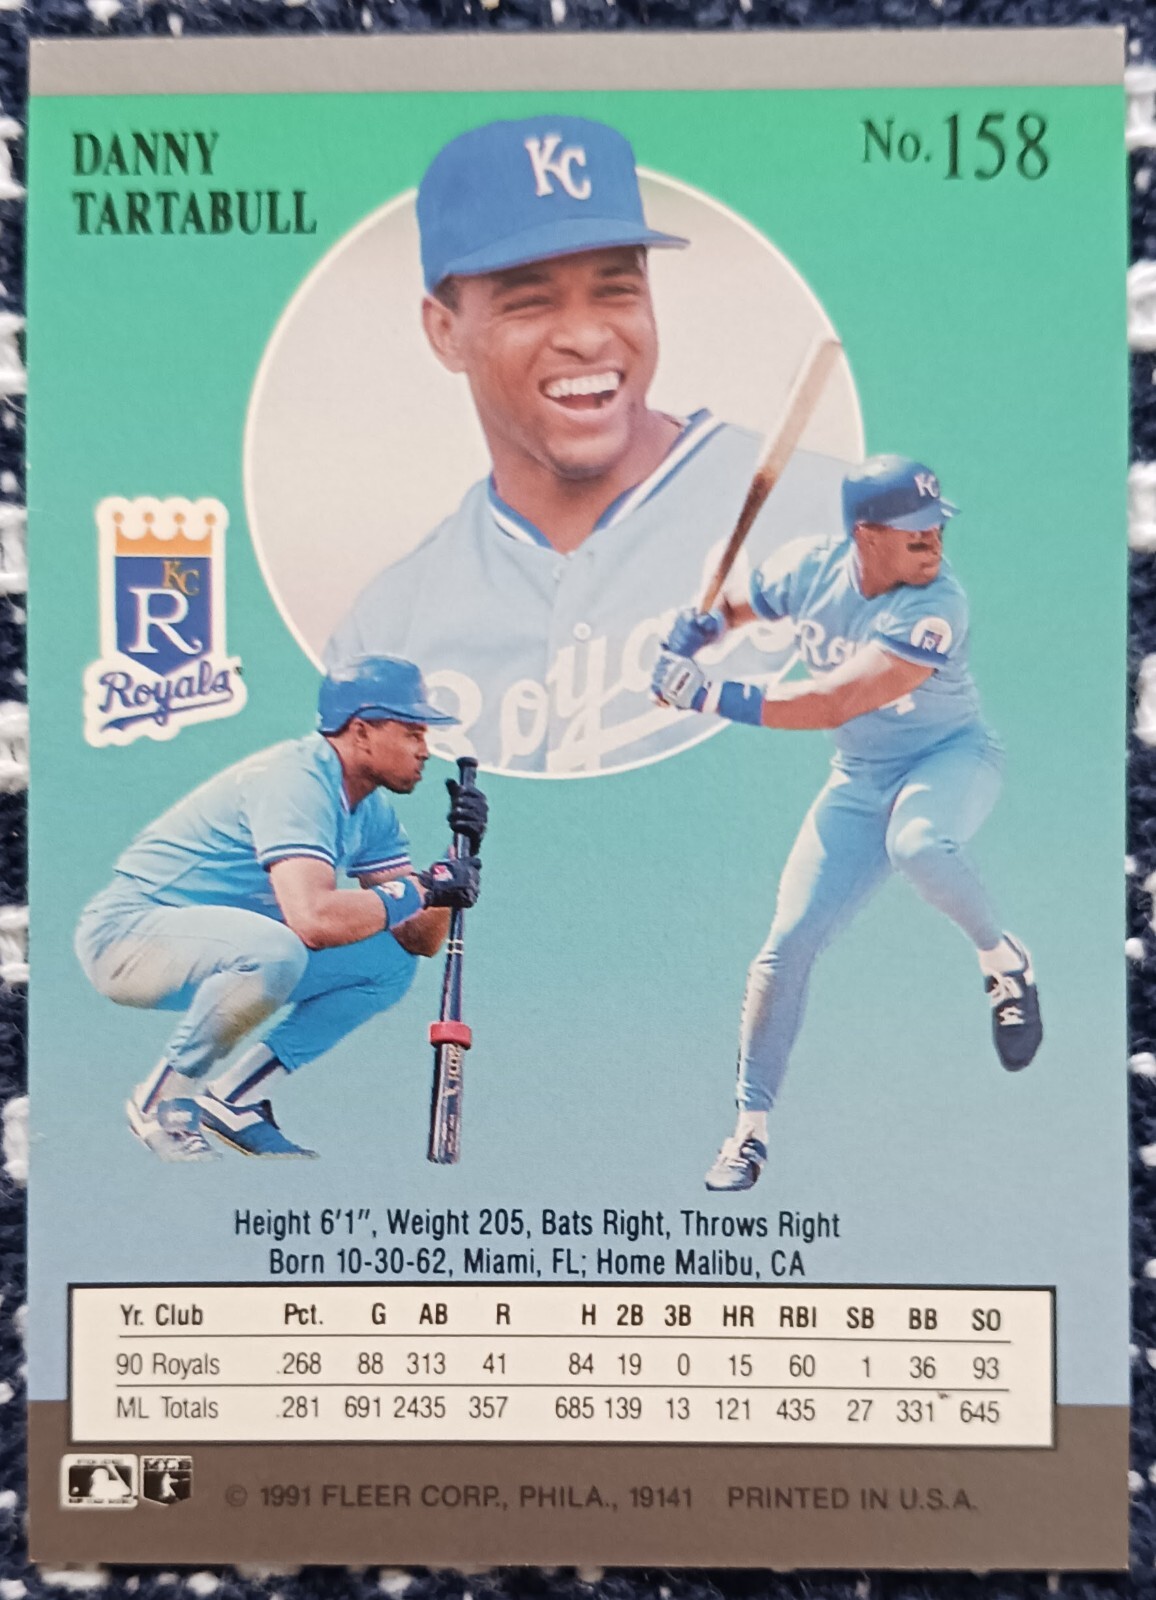 DANNY
TARTABULL
No. 158
KC
KC
KC
R
Royals
Royals
Height 6'1", Weight 205, Bats Right, Throws Right
Born 10-30-62, Miami, FL; Home Malibu, CA
Yr. Club Pct. G AB R H 2B 3B HR RBI SB BB SO
90 Royals .268 88 313 41 84 19 0 15 60 1 36 93
ML Totals .281 691 2435 357 685 139 13 121 435 27 331 645
© 1991 FLEER CORP., PHILA., 19141 PRINTED IN U.S.A.